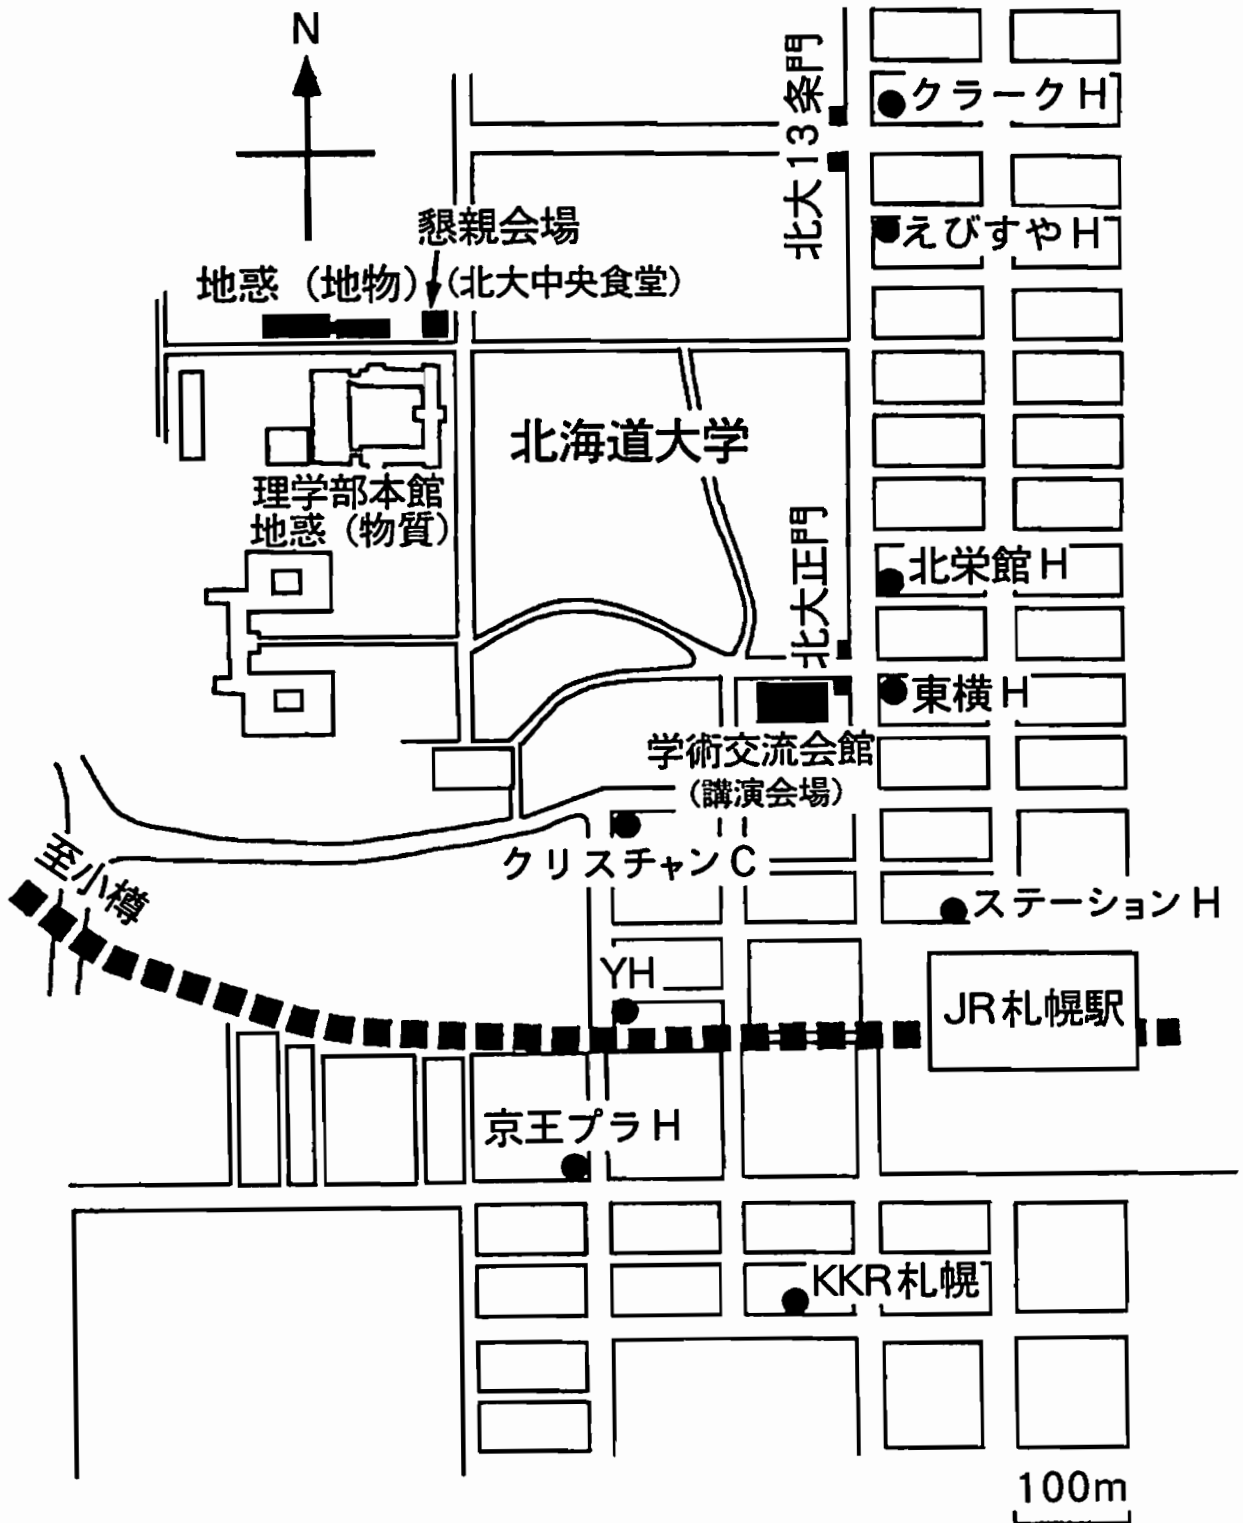 N
北大13条門
クラークH
懇親会場
えびすやH
地惑（地物）
（北大中央食堂）
北海道大学
理学部本館
地惑（物質）
北大正門
北栄館H
東横H
学術交流会館
（講演会場）
至小樽
クリスチャンC
ステーションH
YH
JR札幌駅
京王プラH
KKR札幌
100m